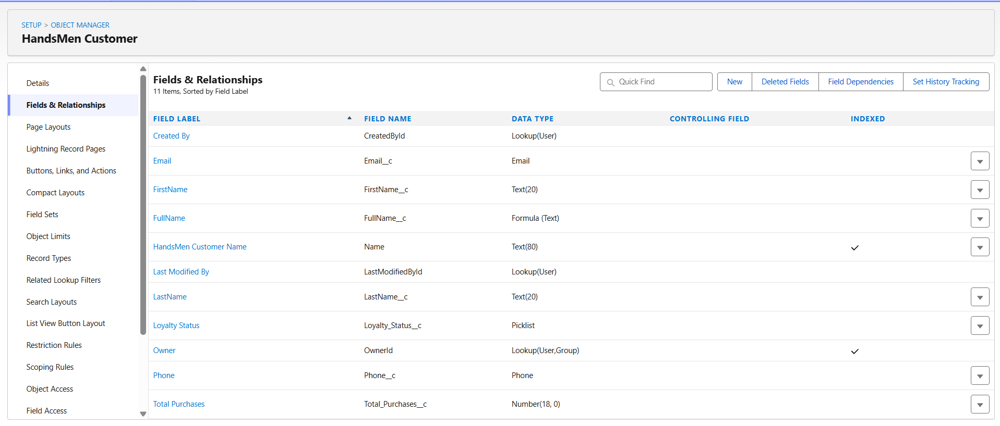 SETUP > OBJECT MANAGER
HandsMen Customer
Details
Fields & Relationships
Page Layouts
Lightning Record Pages
Buttons, Links, and Actions
Compact Layouts
Field Sets
Object Limits
Record Types
Related Lookup Filters
Search Layouts
List View Button Layout
Restriction Rules
Scoping Rules
Object Access
Field Access
Fields & Relationships
11 Items, Sorted by Field Label
Quick Find
New
Deleted Fields
Field Dependencies
Set History Tracking
FIELD LABEL FIELD NAME DATA TYPE CONTROLLING FIELD INDEXED
Created By CreatedById Lookup(User)
Email Email__c Email
FirstName FirstName__c Text(20)
FullName FullName__c Formula (Text)
HandsMen Customer Name Name Text(80)
Last Modified By LastModifiedById Lookup(User)
LastName LastName__c Text(20)
Loyalty Status Loyalty_Status__c Picklist
Owner OwnerId Lookup(User,Group)
Phone Phone__c Phone
Total Purchases Total_Purchases__c Number(18, 0)